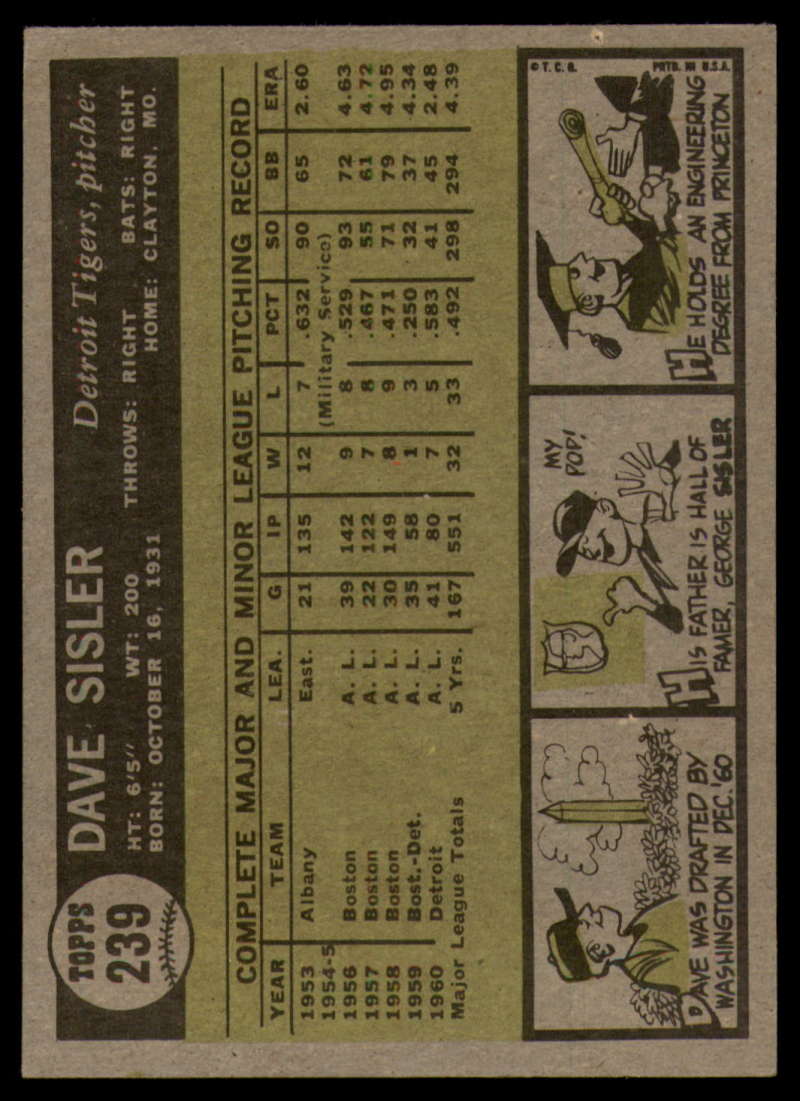 TOPPS
239
DAVE SISLER
Detroit Tigers, pitcher
HT: 6'5" WT: 200 THROWS: RIGHT BATS: RIGHT
BORN: OCTOBER 16, 1931 HOME: CLAYTON, MO.
COMPLETE MAJOR AND MINOR LEAGUE PITCHING RECORD
YEAR TEAM LEA. G IP W L PCT SO BB ERA
1953 Albany East. 21 135 12 7 .632 90 65 2.60
1954-5 (Military Service)
1956 Boston A. L. 39 142 9 8 .529 93 72 4.63
1957 Boston A. L. 22 122 7 8 .467 55 61 4.72
1958 Boston A. L. 30 149 8 9 .471 71 79 4.95
1959 Bost.-Det. A. L. 35 58 1 3 .250 32 37 4.34
1960 Detroit A. L. 41 80 7 5 .583 41 45 2.48
Major League Totals 5 Yrs. 167 551 32 33 .492 298 294 4.39
DAVE WAS DRAFTED BY
WASHINGTON IN DEC. '60
MY
POP!
HIS FATHER IS HALL OF
FAMER, GEORGE SISLER
© T. C. G. PRTD. IN U.S.A.
HE HOLDS AN ENGINEERING
DEGREE FROM PRINCETON